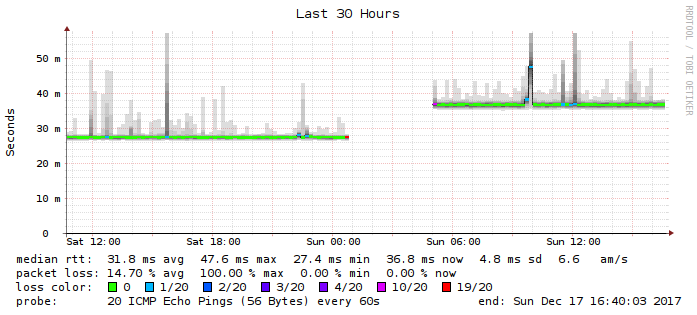 Last 30 Hours
RRDTOOL / TOBI OETIKER
Seconds
50 m
40 m
30 m
20 m
10 m
0
Sat 12:00 Sat 18:00 Sun 00:00 Sun 06:00 Sun 12:00
median rtt: 31.8 ms avg 47.6 ms max 27.4 ms min 36.8 ms now 4.8 ms sd 6.6 am/s
packet loss: 14.70 % avg 100.00 % max 0.00 % min 0.00 % now
loss color: 0 1/20 2/20 3/20 4/20 10/20 19/20
probe: 20 ICMP Echo Pings (56 Bytes) every 60s end: Sun Dec 17 16:40:03 2017